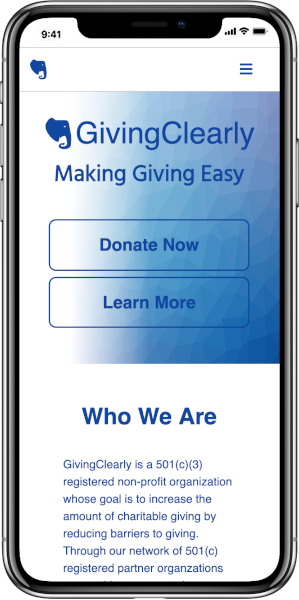 9:41
GivingClearly
Making Giving Easy
Donate Now
Learn More
Who We Are
GivingClearly is a 501(c)(3)
registered non-profit organization
whose goal is to increase the
amount of charitable giving by
reducing barriers to giving.
Through our network of 501(c)
registered partner organzations